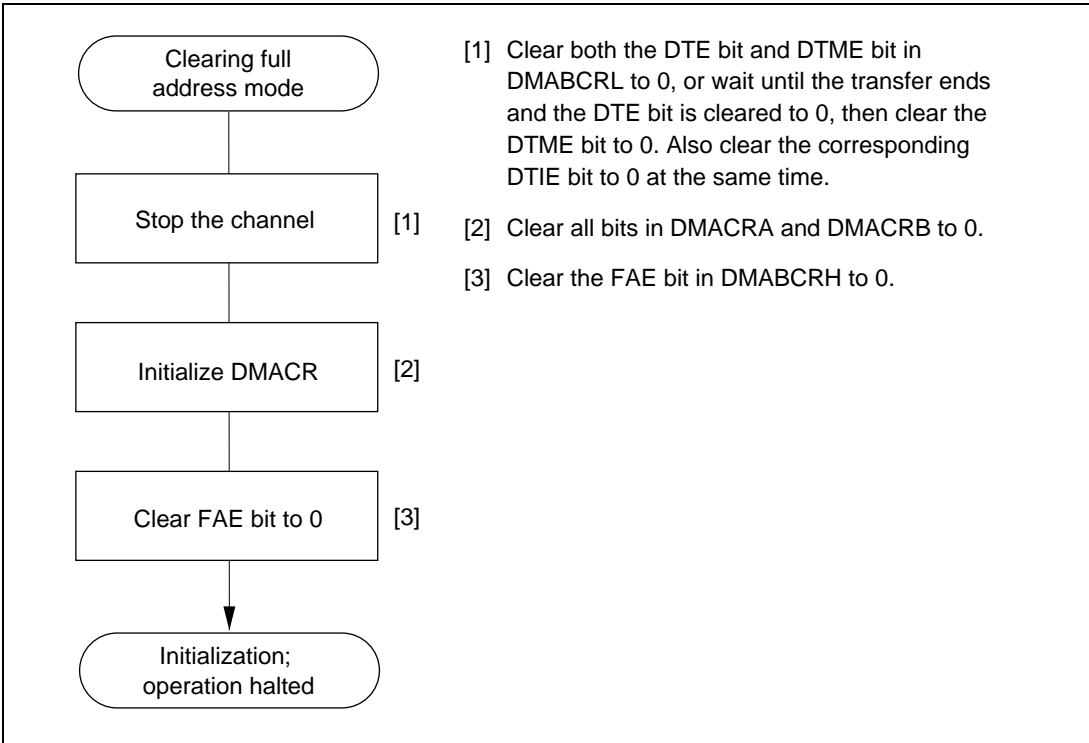 Clearing full
address mode
Stop the channel
[1]
Initialize DMACR
[2]
Clear FAE bit to 0
[3]
Initialization;
operation halted
[1] Clear both the DTE bit and DTME bit in
DMABCRL to 0, or wait until the transfer ends
and the DTE bit is cleared to 0, then clear the
DTME bit to 0. Also clear the corresponding
DTIE bit to 0 at the same time.
[2] Clear all bits in DMACRA and DMACRB to 0.
[3] Clear the FAE bit in DMABCRH to 0.